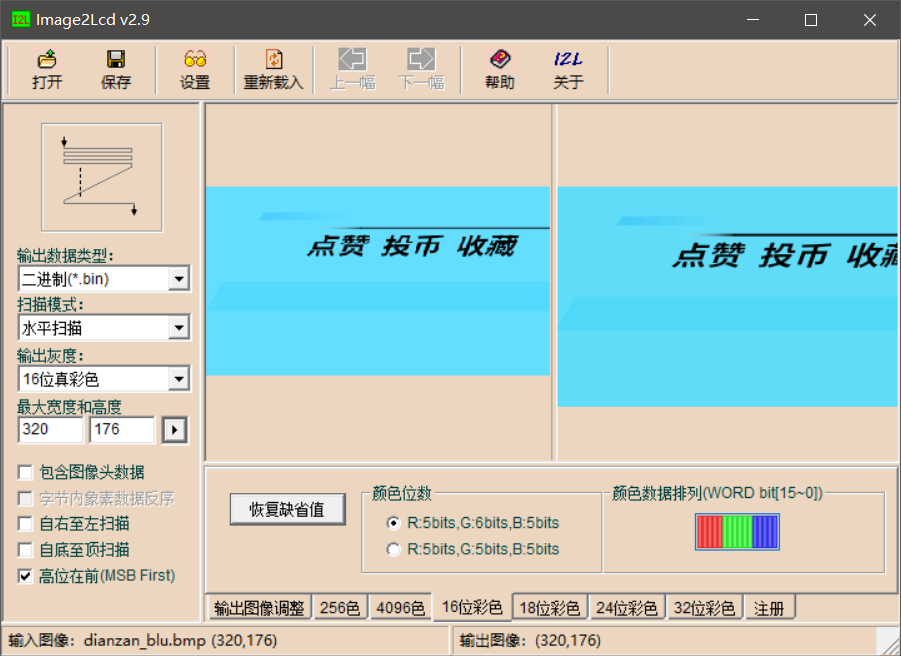 I2L Image2Lcd v2.9
打开 保存 设置 重新载入 上一幅 下一幅 帮助 I2L 关于
输出数据类型:
二进制(*.bin)
扫描模式:
水平扫描
输出灰度:
16位真彩色
最大宽度和高度
320 176
包含图像头数据
字节内象素数据反序
自右至左扫描
自底至顶扫描
高位在前(MSB First)
点赞 投币 收藏
点赞 投币 收藏
恢复缺省值
颜色位数
R:5bits,G:6bits,B:5bits
R:5bits,G:5bits,B:5bits
颜色数据排列(WORD bit[15~0])
输出图像调整 256色 4096色 16位彩色 18位彩色 24位彩色 32位彩色 注册
输入图像: dianzan_blu.bmp (320,176)
输出图像: (320,176)